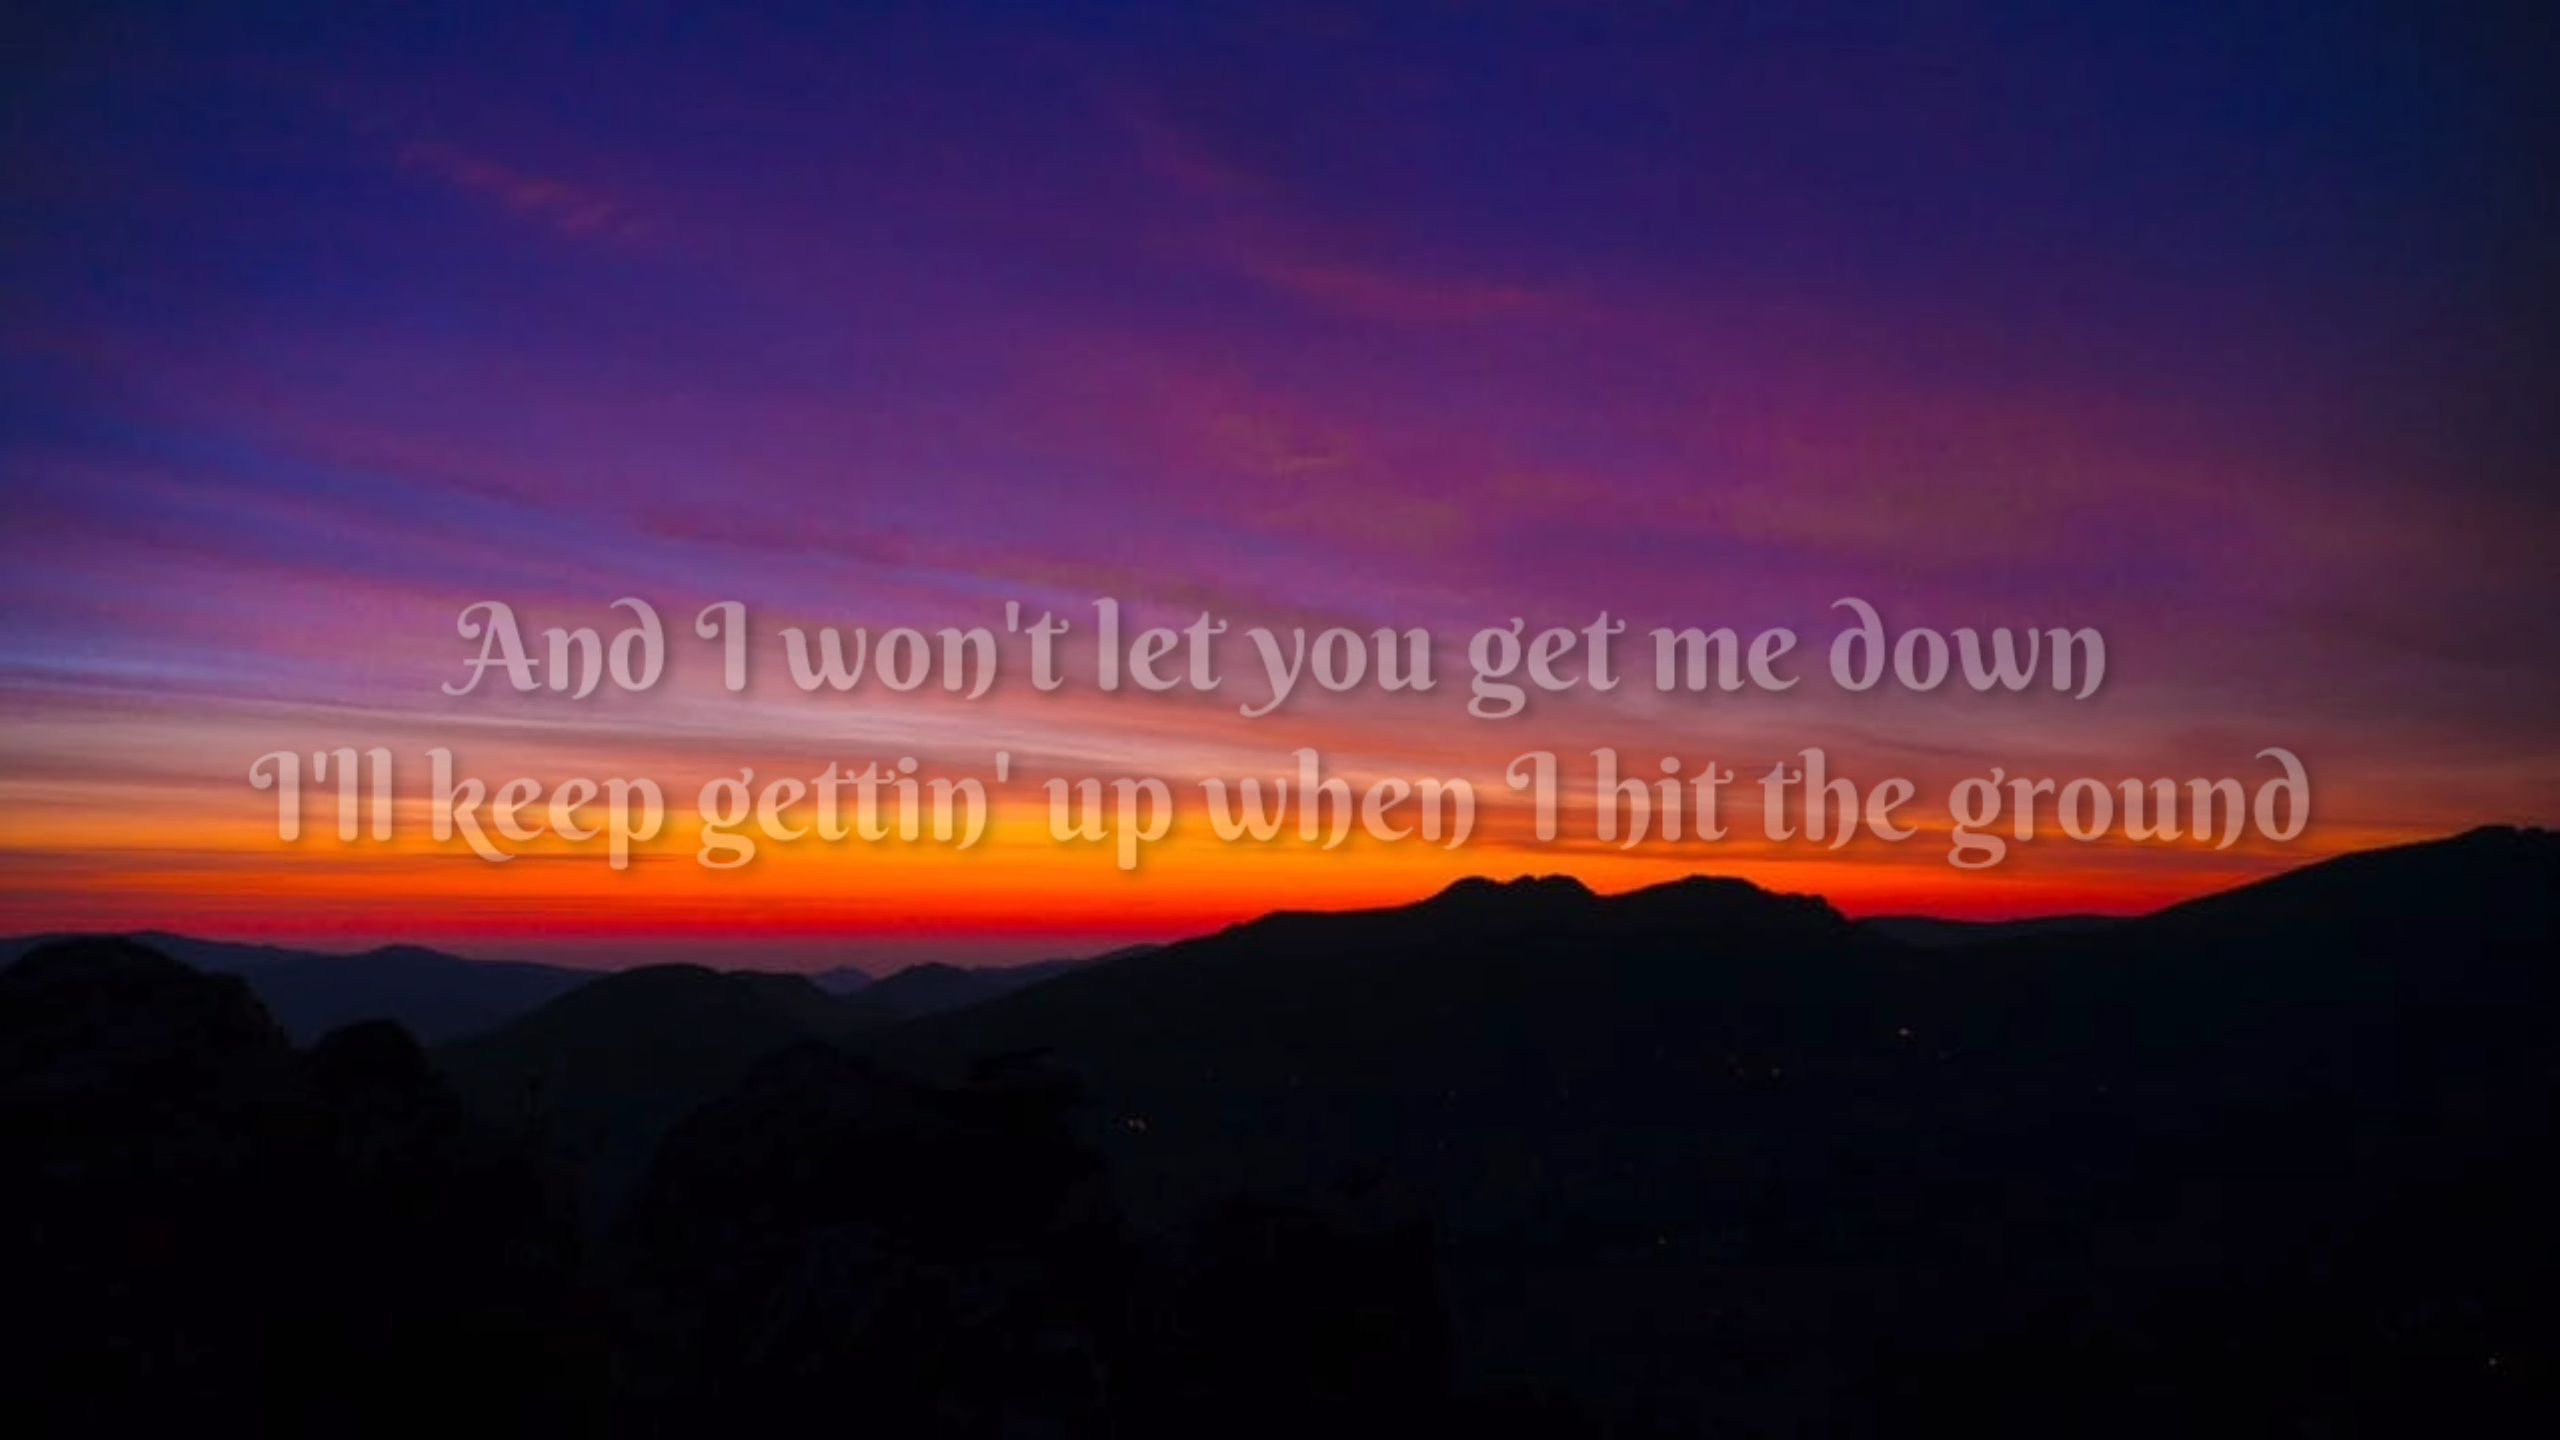 And I won't let you get me down
I'll keep gettin' up when I hit the ground